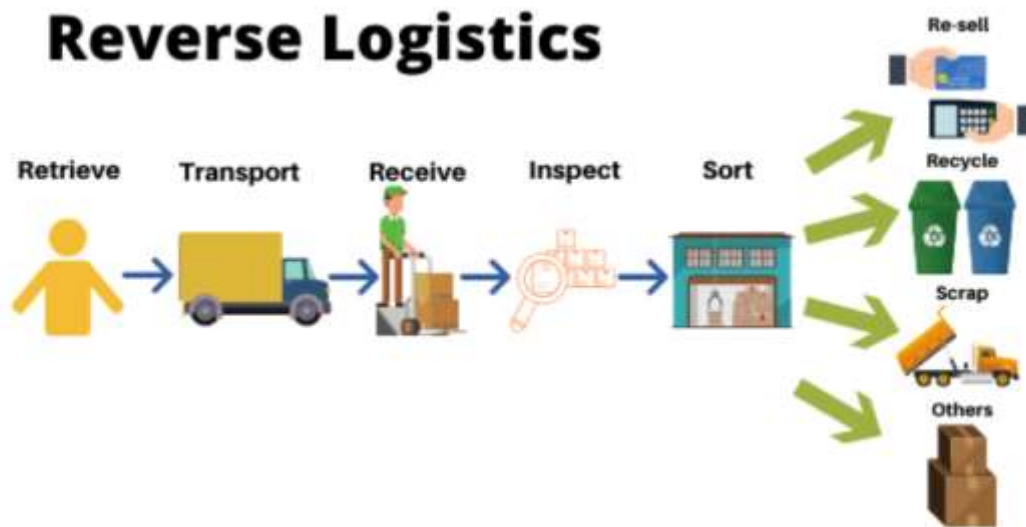 Reverse Logistics
Re-sell
Retrieve
Transport
Receive
Inspect
Sort
Recycle
Scrap
Others